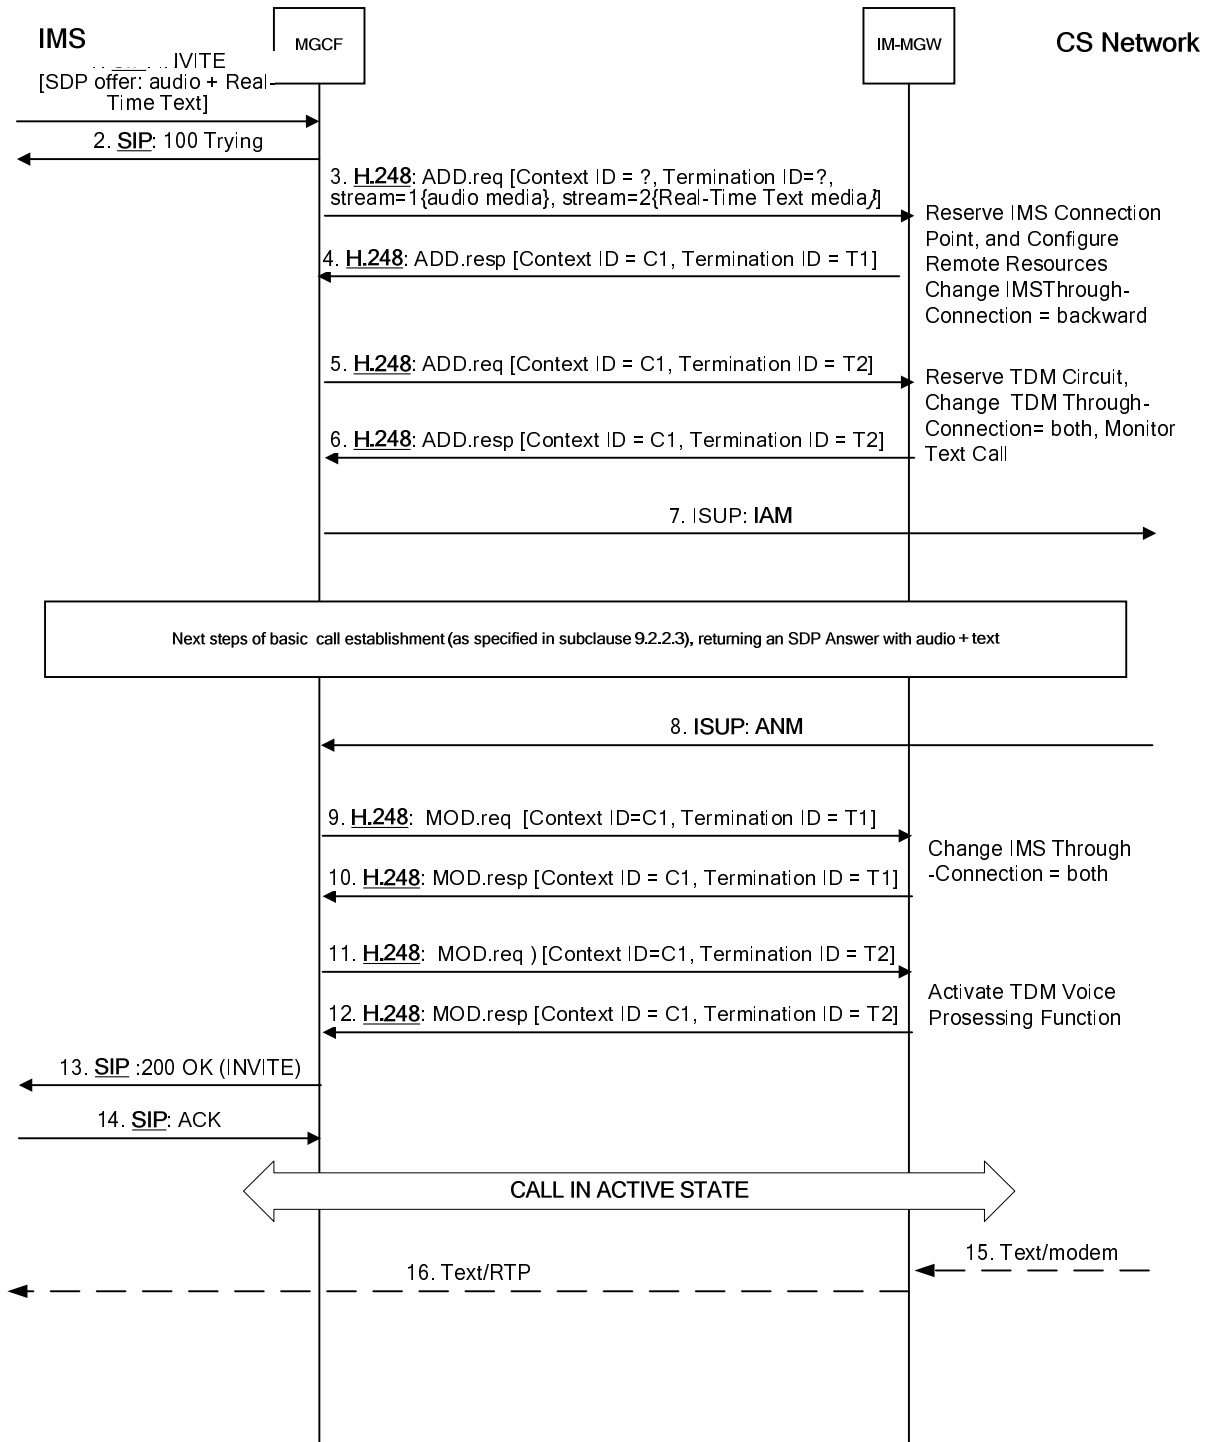 IMS
MGCF
IM-MGW
CS Network
[SDP offer: audio + Real-
Time Text]
2. SIP: 100 Trying
3. H.248: ADD.req [Context ID = ?, Termination ID=?,
stream=1{audio media}, stream=2{Real-Time Text media}]
Reserve IMS Connection
Point, and Configure
Remote Resources
Change IMSThrough-
Connection = backward
4. H.248: ADD.resp [Context ID = C1, Termination ID = T1]
5. H.248: ADD.req [Context ID = C1, Termination ID = T2]
Reserve TDM Circuit,
Change TDM Through-
Connection= both, Monitor
Text Call
6. H.248: ADD.resp [Context ID = C1, Termination ID = T2]
7. ISUP: IAM
Next steps of basic call establishment (as specified in subclause 9.2.2.3), returning an SDP Answer with audio + text
8. ISUP: ANM
9. H.248: MOD.req [Context ID=C1, Termination ID = T1]
Change IMS Through
-Connection = both
10. H.248: MOD.resp [Context ID = C1, Termination ID = T1]
11. H.248: MOD.req ) [Context ID=C1, Termination ID = T2]
Activate TDM Voice
Prosessing Function
12. H.248: MOD.resp [Context ID = C1, Termination ID = T2]
13. SIP :200 OK (INVITE)
14. SIP: ACK
CALL IN ACTIVE STATE
15. Text/modem
16. Text/RTP